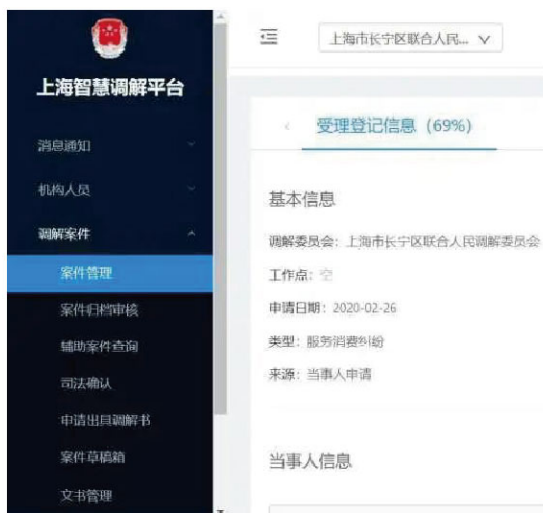 上海智慧调解平台
消息通知
机构人员
调解案件
案件管理
案件归档审核
辅助案件查询
司法确认
申请出具调解书
案件草稿箱
文书管理
上海市长宁区联合人民...
受理登记信息 (69%)
基本信息
调解委员会：上海市长宁区联合人民调解委员会
工作点：空
申请日期：2020-02-26
类型：服务消费纠纷
来源：当事人申请
当事人信息